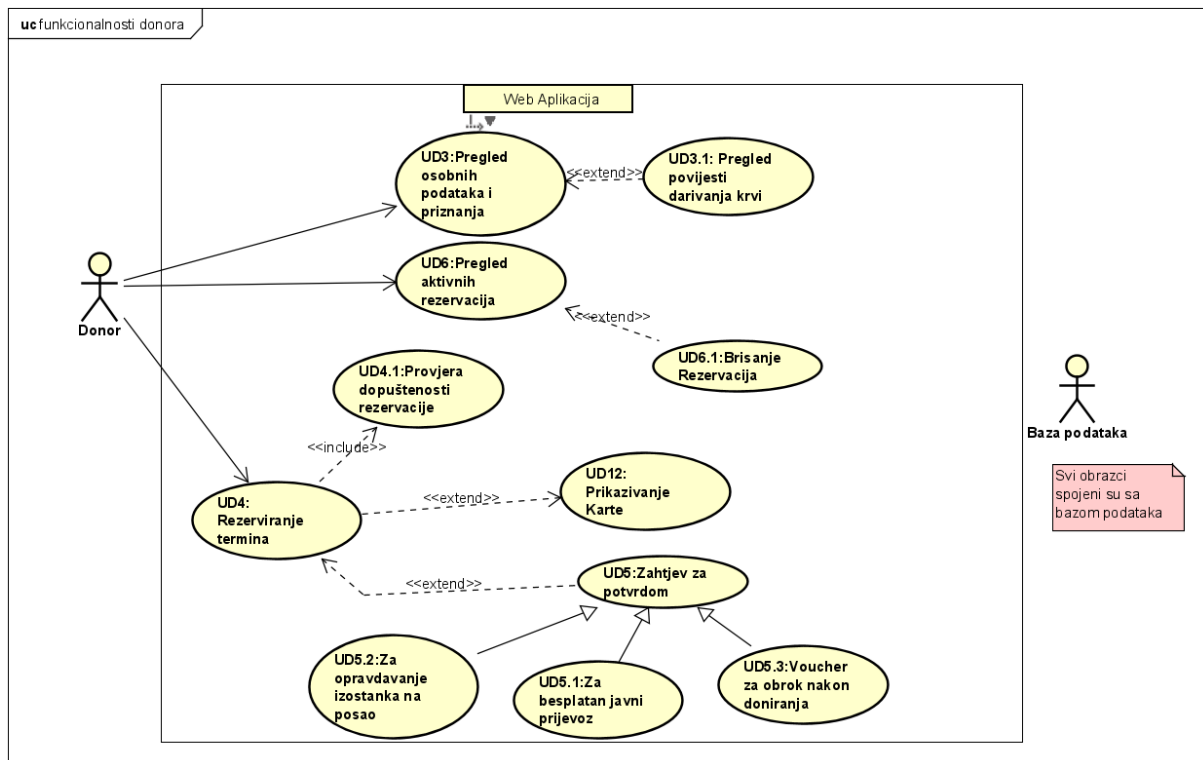 uc funkcionalnosti donora
Web Aplikacija
UD3:Pregled
osobnih
podataka i
priznanja
<<extend>>
UD3.1: Pregled
povijesti
darivanja krvi
UD6:Pregled
aktivnih
rezervacija
<<extend>>
UD6.1:Brisanje
Rezervacija
Donor
UD4.1:Provjera
dopuštenosti
rezervacije
<<include>>
Baza podataka
Svi obrazci
spojeni su sa
bazom podataka
UD4:
Rezerviranje
termina
<<extend>>
UD12:
Prikazivanje
Karte
<<extend>>
UD5:Zahtjev za
potvrdom
UD5.2:Za
opravdavanje
izostanka na
posao
UD5.1:Za
besplatan javni
prijevoz
UD5.3:Voucher
za obrok nakon
doniranja